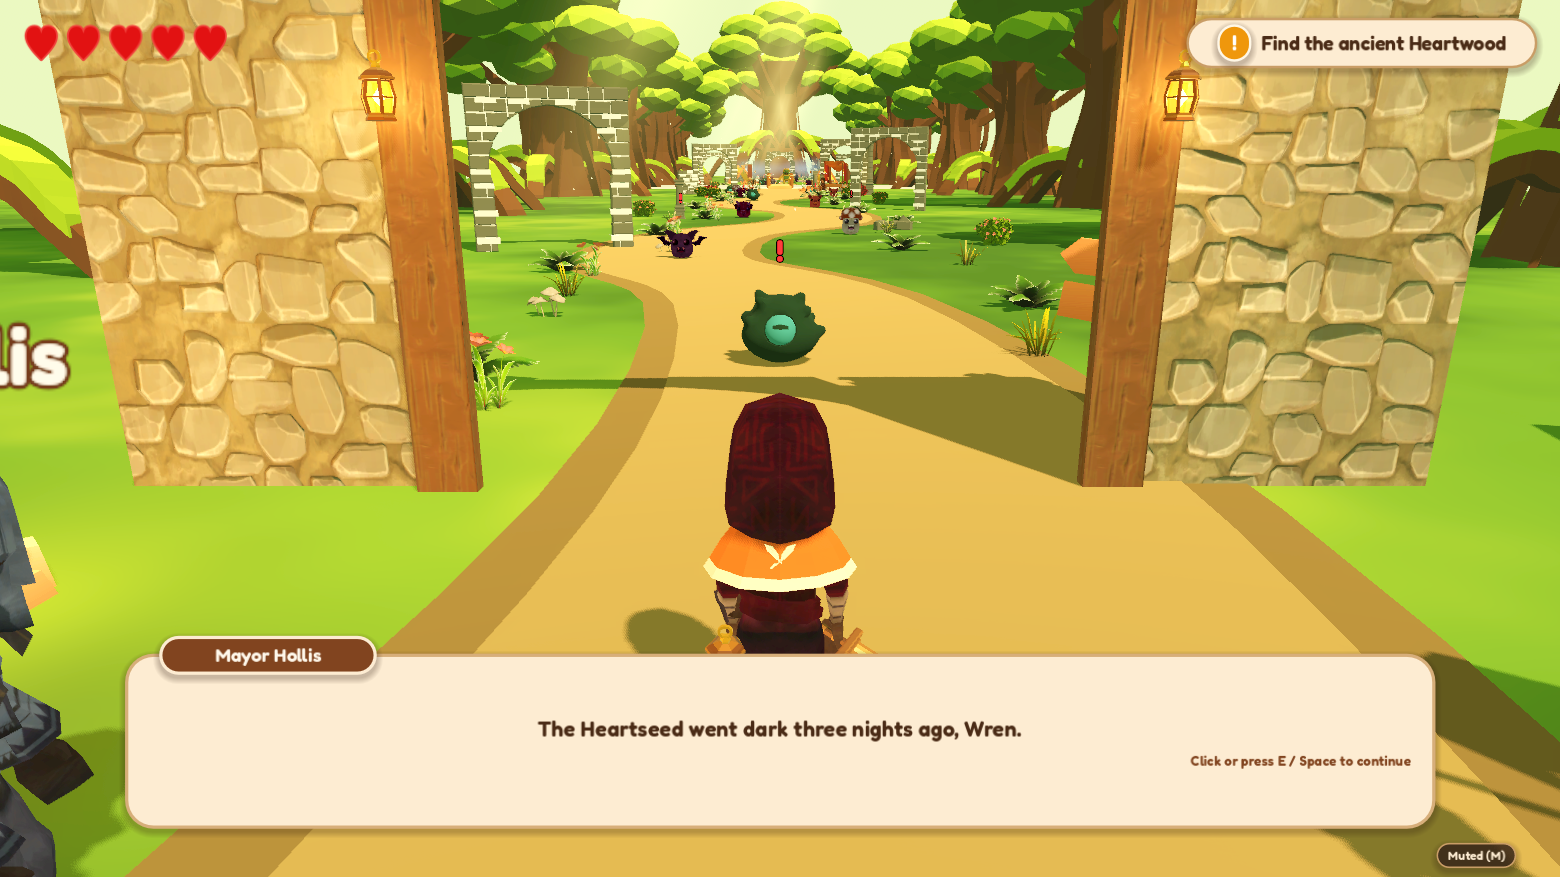 ! Find the ancient Heartwood
lis
Mayor Hollis
The Heartseed went dark three nights ago, Wren.
Click or press E / Space to continue
Muted (M)